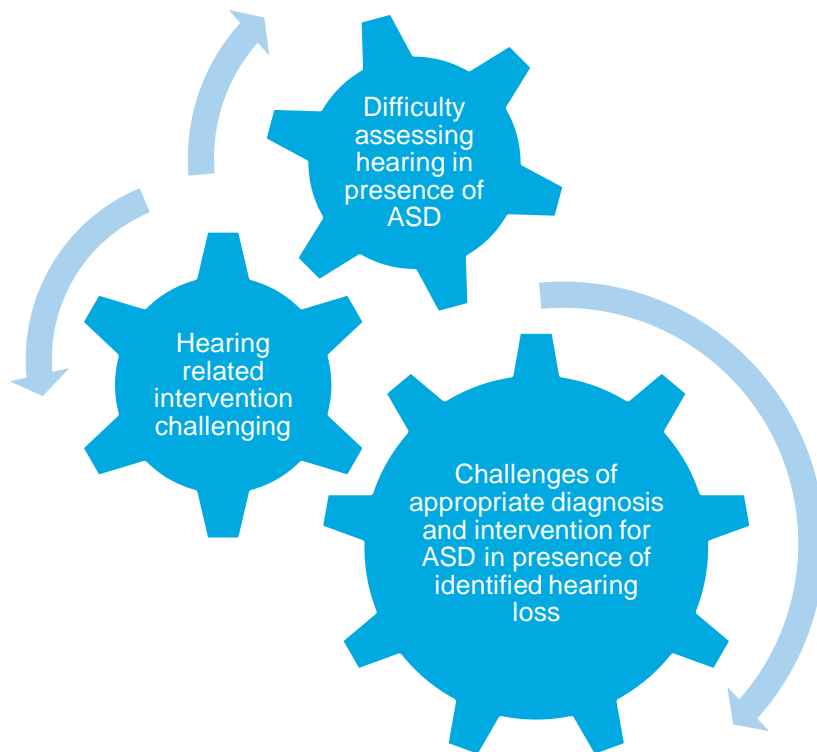 Difficulty
assessing
hearing in
presence of
ASD
Hearing
related
intervention
challenging
Challenges of
appropriate diagnosis
and intervention for
ASD in presence of
identified hearing
loss